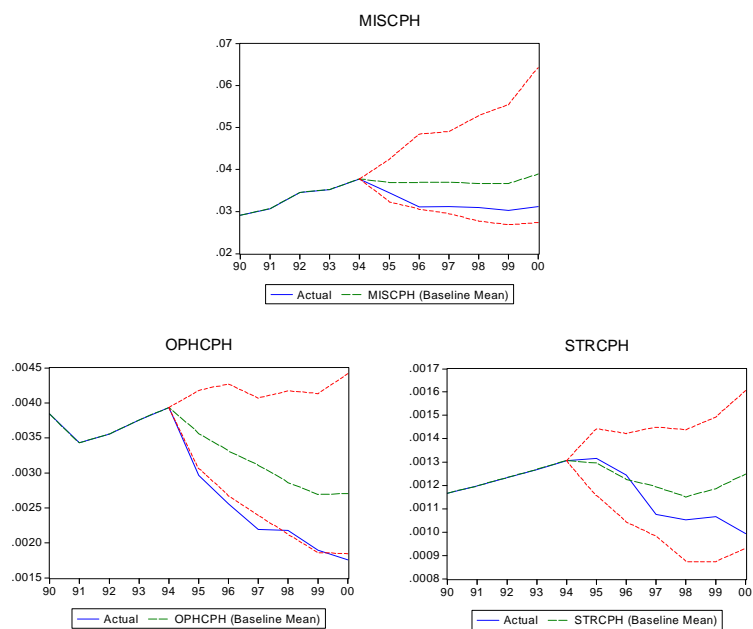 MISCPH
.07
.06
.05
.04
.03
.02
90 91 92 93 94 95 96 97 98 99 00
Actual MISCPH (Baseline Mean)
OPHCPH
.0045
.0040
.0035
.0030
.0025
.0020
.0015
90 91 92 93 94 95 96 97 98 99 00
Actual OPHCPH (Baseline Mean)
STRCPH
.0017
.0016
.0015
.0014
.0013
.0012
.0011
.0010
.0009
.0008
90 91 92 93 94 95 96 97 98 99 00
Actual STRCPH (Baseline Mean)